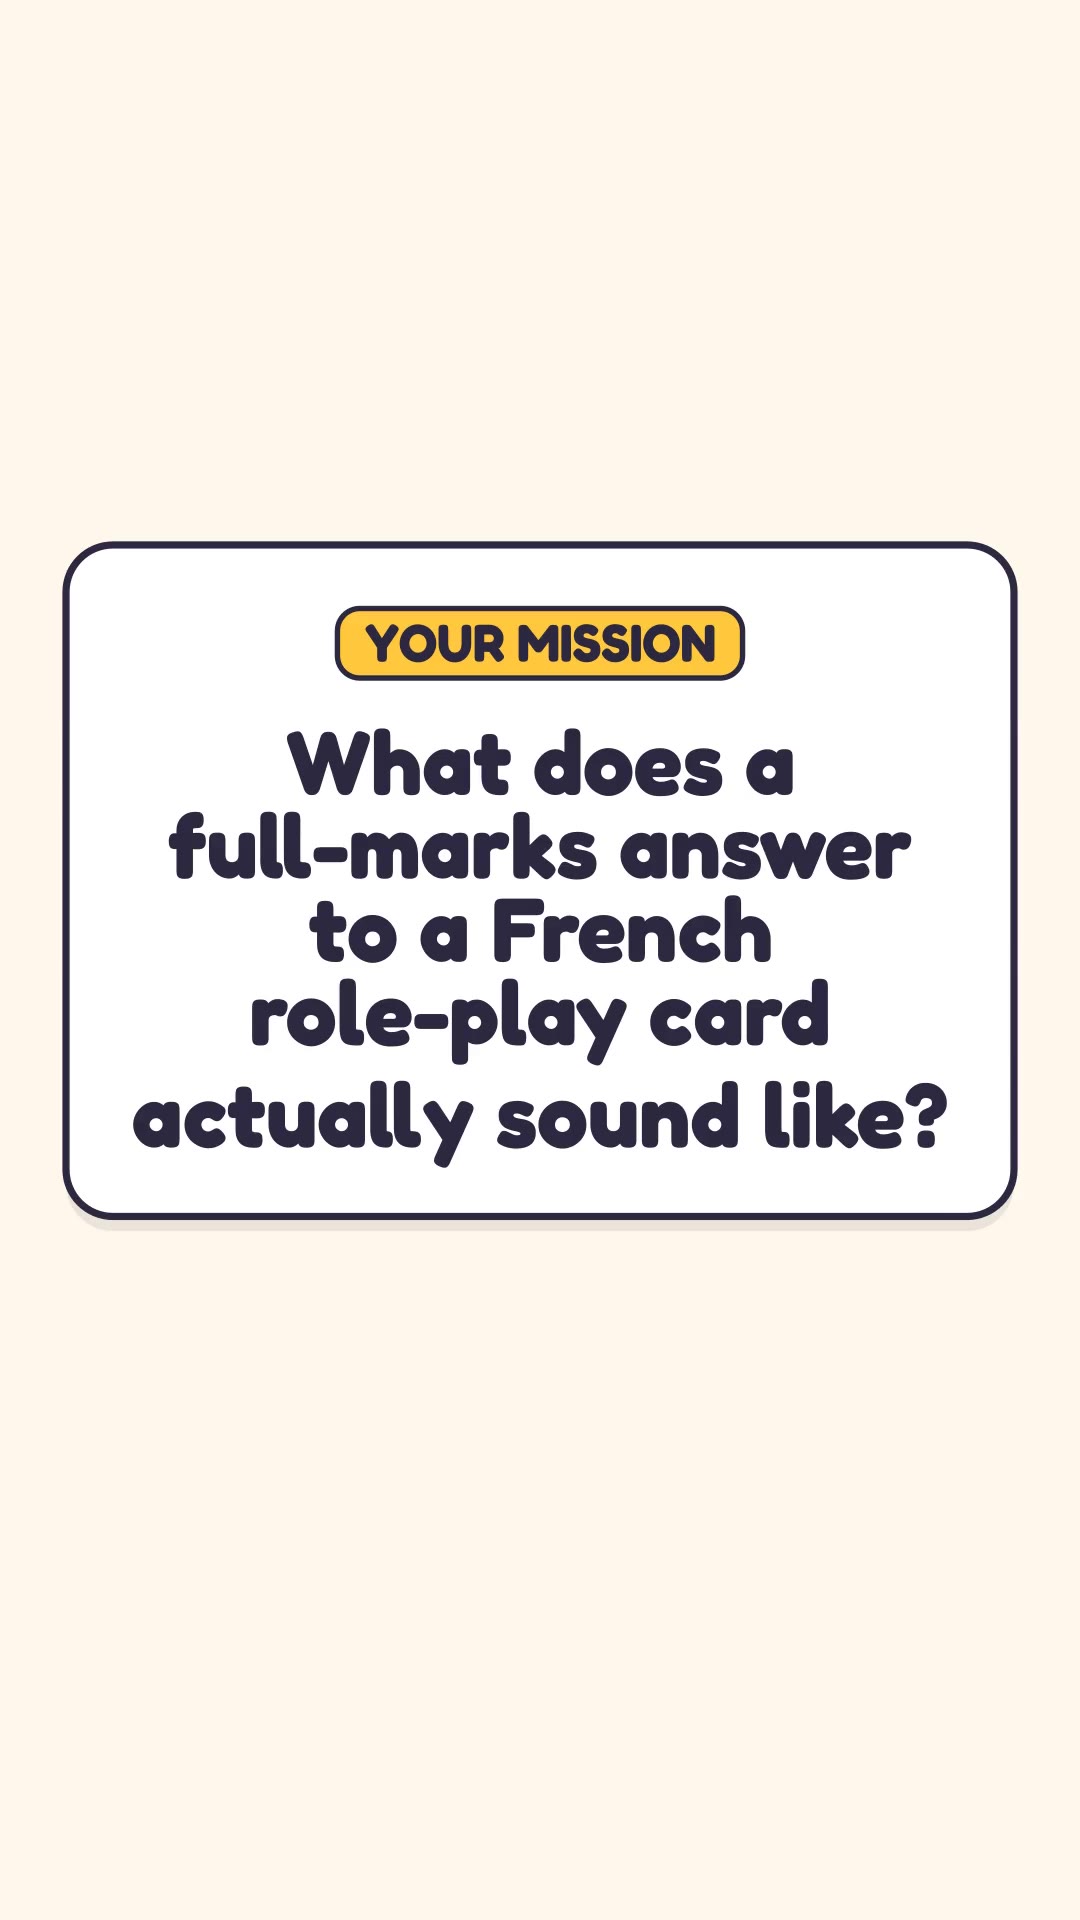 YOUR MISSION
What does a
full-marks answer
to a French
role-play card
actually sound like?